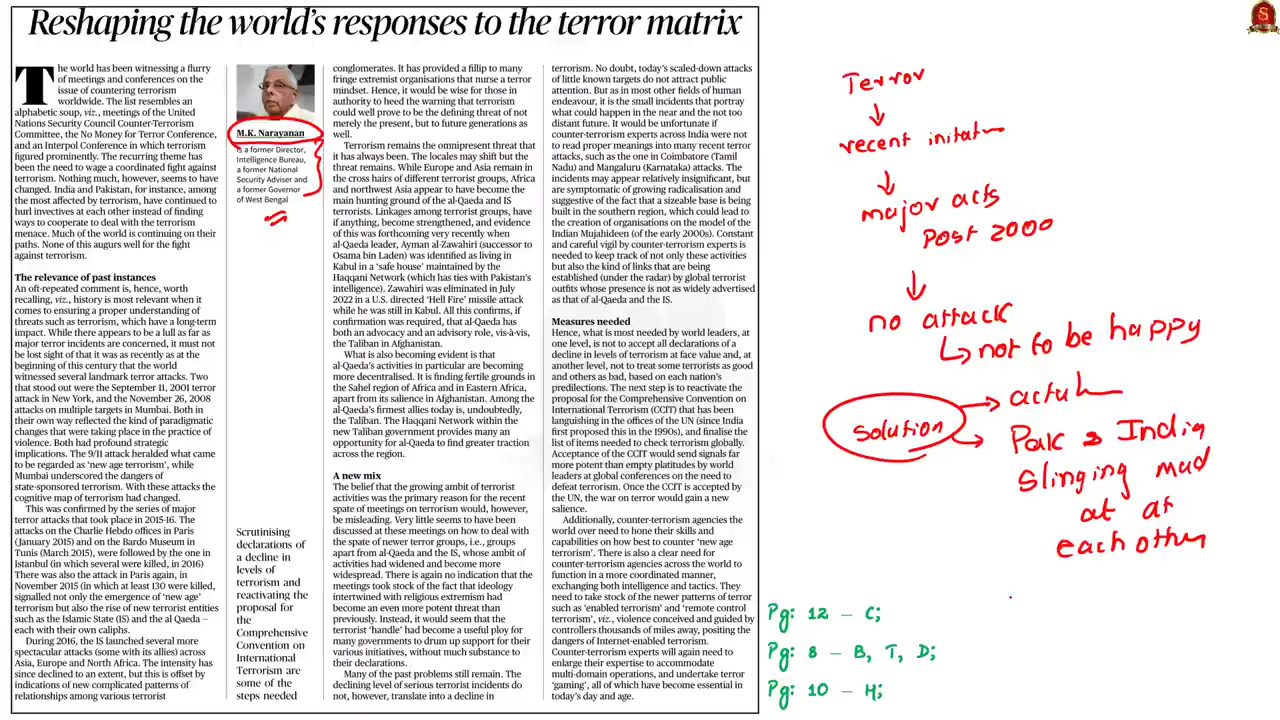 Reshaping the world's responses to the terror matrix
The world has been witnessing a flurry
of meetings and conferences on the
issue of countering terrorism
worldwide. The list resembles an
alphabetic soup, viz., meetings of the United
Nations Security Council Counter-Terrorism
Committee, the No Money for Terror Conference,
and an Interpol Conference in which terrorism
figured prominently. The recurring theme has
been the need to wage a coordinated fight against
terrorism. Nothing much, however, seems to have
changed. India and Pakistan, for instance, among
the most affected by terrorism, have continued to
hurl invectives at each other instead of finding
ways to cooperate to deal with the terrorism
menace. Much of the world is continuing on their
paths. None of this augurs well for the fight
against terrorism.
The relevance of past instances
An oft-repeated comment is, hence, worth
recalling, viz., history is most relevant when it
comes to ensuring a proper understanding of
threats such as terrorism, which have a long-term
impact. While there appears to be a lull as far as
major terror incidents are concerned, it must not
be lost sight of that it was as recently as at the
beginning of this century that the world
witnessed several landmark terror attacks. Two
that stood out were the September 11, 2001 terror
attack in New York, and the November 26, 2008
attacks on multiple targets in Mumbai. Both in
their own way reflected the kind of paradigmatic
changes that were taking place in the practice of
violence. Both had profound strategic
implications. The 9/11 attack heralded what came
to be regarded as 'new age terrorism', while
Mumbai underscored the dangers of
state-sponsored terrorism. With these attacks the
cognitive map of terrorism had changed.
This was confirmed by the series of major
terror attacks that took place in 2015-16. The
attacks on the Charlie Hebdo offices in Paris
(January 2015) and on the Bardo Museum in
Tunis (March 2015), were followed by the one in
Istanbul (in which several were killed, in 2016)
There was also the attack in Paris again, in
November 2015 (in which at least 130 were killed,
signalled not only the emergence of 'new age'
terrorism but also the rise of new terrorist entities
such as the Islamic State (IS) and the al Qaeda –
each with their own caliphs.
During 2016, the IS launched several more
spectacular attacks (some with its allies) across
Asia, Europe and North Africa. The intensity has
since declined to an extent, but this is offset by
indications of new complicated patterns of
relationships among various terrorist
M.K. Narayanan
is a former Director,
Intelligence Bureau,
a former National
Security Adviser and
a former Governor
of West Bengal
Scrutinising
declarations of
a decline in
levels of
terrorism and
reactivating the
proposal for
the
Comprehensive
Convention on
International
Terrorism are
some of the
steps needed
conglomerates. It has provided a fillip to many
fringe extremist organisations that nurse a terror
mindset. Hence, it would be wise for those in
authority to heed the warning that terrorism
could well prove to be the defining threat of not
merely the present, but to future generations as
well.
Terrorism remains the omnipresent threat that
it has always been. The locales may shift but the
threat remains. While Europe and Asia remain in
the cross hairs of different terrorist groups, Africa
and northwest Asia appear to have become the
main hunting ground of the al-Qaeda and IS
terrorists. Linkages among terrorist groups, have
if anything, become strengthened, and evidence
of this was forthcoming very recently when
al-Qaeda leader, Ayman al-Zawahiri (successor to
Osama bin Laden) was identified as living in
Kabul in a 'safe house' maintained by the
Haqqani Network (which has ties with Pakistan's
intelligence). Zawahiri was eliminated in July
2022 in a U.S. directed 'Hell Fire' missile attack
while he was still in Kabul. All this confirms, if
confirmation was required, that al-Qaeda has
both an advocacy and an advisory role, vis-à-vis,
the Taliban in Afghanistan.
What is also becoming evident is that
al-Qaeda's activities in particular are becoming
more decentralised. It is finding fertile grounds in
the Sahel region of Africa and in Eastern Africa,
apart from its salience in Afghanistan. Among the
al-Qaeda's firmest allies today is, undoubtedly,
the Taliban. The Haqqani Network within the
new Taliban government provides many an
opportunity for al-Qaeda to find greater traction
across the region.
A new mix
The belief that the growing ambit of terrorist
activities was the primary reason for the recent
spate of meetings on terrorism would, however,
be misleading. Very little seems to have been
discussed at these meetings on how to deal with
the spate of newer terror groups, i.e., groups
apart from al-Qaeda and the IS, whose ambit of
activities had widened and become more
widespread. There is again no indication that the
meetings took stock of the fact that ideology
intertwined with religious extremism had
become an even more potent threat than
previously. Instead, it would seem that the
terrorist 'handle' had become a useful ploy for
many governments to drum up support for their
various initiatives, without much substance to
their declarations.
Many of the past problems still remain. The
declining level of serious terrorist incidents do
not, however, translate into a decline in
terrorism. No doubt, today's scaled-down attacks
of little known targets do not attract public
attention. But as in most other fields of human
endeavour, it is the small incidents that portray
what could happen in the near and the not too
distant future. It would be unfortunate if
counter-terrorism experts across India were not
to read proper meanings into many recent terror
attacks, such as the one in Coimbatore (Tamil
Nadu) and Mangaluru (Karnataka) attacks. The
incidents may appear relatively insignificant, but
are symptomatic of growing radicalisation and
suggestive of the fact that a sizeable base is being
built in the southern region, which could lead to
the creation of organisations on the model of the
Indian Mujahideen (of the early 2000s). Constant
and careful vigil by counter-terrorism experts is
needed to keep track of not only these activities
but also the kind of links that are being
established (under the radar) by global terrorist
outfits whose presence is not as widely advertised
as that of al-Qaeda and the IS.
Measures needed
Hence, what is most needed by world leaders, at
one level, is not to accept all declarations of a
decline in levels of terrorism at face value and, at
another level, not to treat some terrorists as good
and others as bad, based on each nation's
predilections. The next step is to reactivate the
proposal for the Comprehensive Convention on
International Terrorism (CCIT) that has been
languishing in the offices of the UN (since India
first proposed this in the 1990s), and finalise the
list of items needed to check terrorism globally.
Acceptance of the CCIT would send signals far
more potent than empty platitudes by world
leaders at global conferences on the need to
defeat terrorism. Once the CCIT is accepted by
the UN, the war on terror would gain a new
salience.
Additionally, counter-terrorism agencies the
world over need to hone their skills and
capabilities on how best to counter 'new age
terrorism'. There is also a clear need for
counter-terrorism agencies across the world to
function in a more coordinated manner,
exchanging both intelligence and tactics. They
need to take stock of the newer patterns of terror
such as 'enabled terrorism' and 'remote control
terrorism', viz., violence conceived and guided by
controllers thousands of miles away, positing the
dangers of Internet-enabled terrorism.
Counter-terrorism experts will again need to
enlarge their expertise to accommodate
multi-domain operations, and undertake terror
'gaming', all of which have become essential in
today's day and age.
Terror
recent
major acts
Post 2000
no attack
not to be happy
Solution
Pak & India
Slinging mud
at at
each other
Pg: 12 – C;
Pg: 8 – B, T, D;
Pg: 10 – H;